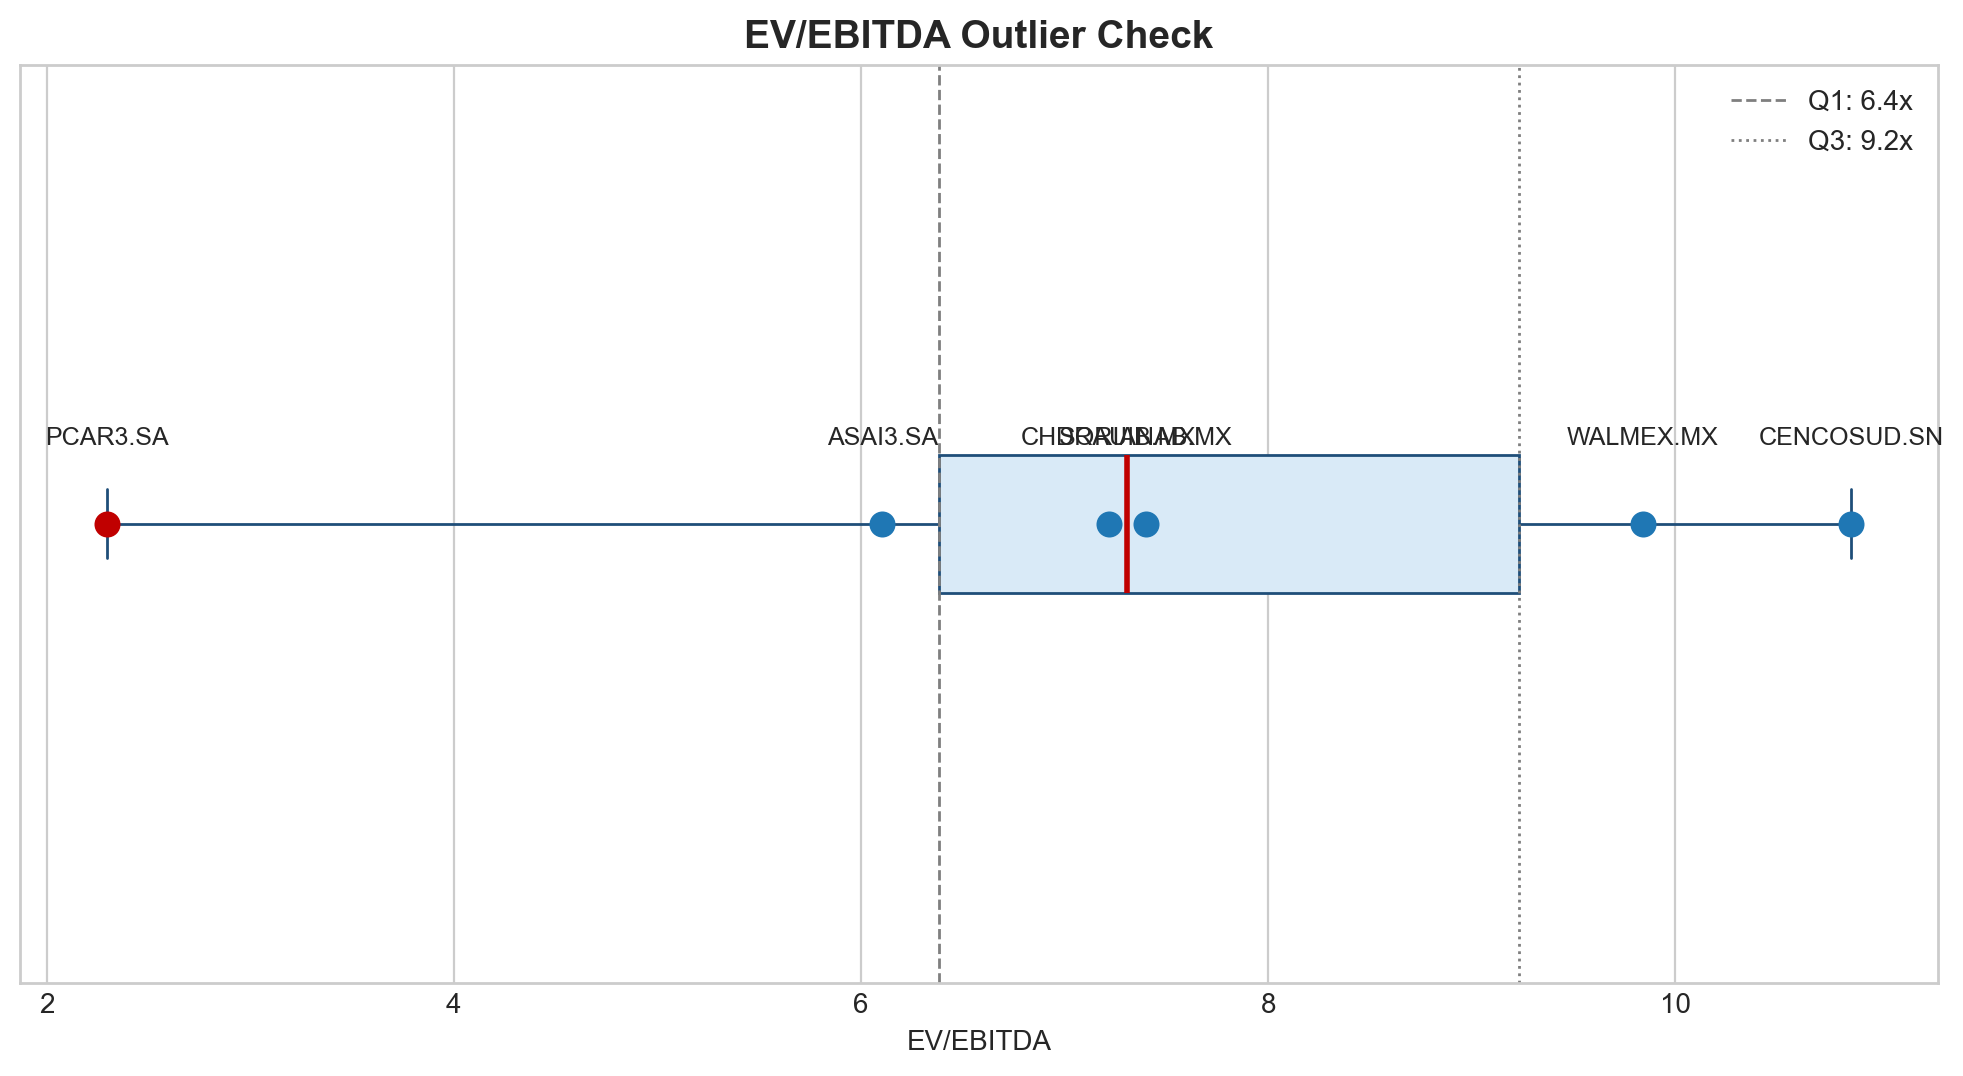 EV/EBITDA Outlier Check
Q1: 6.4x
Q3: 9.2x
PCAR3.SA
ASAI3.SA
WALMEX.MX
CENCOSUD.SN
2
4
6
8
10
EV/EBITDA